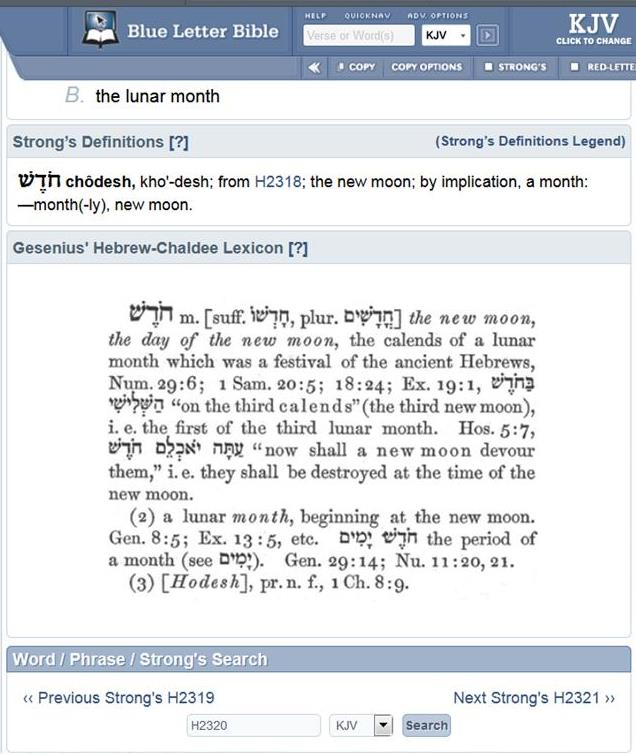 HELP QUICKNAV ADV. OPTIONS
Blue Letter Bible
Verse or Word(s) KJV
KJV
CLICK TO CHANGE
COPY COPY OPTIONS STRONG'S RED-LETTE
B. the lunar month
Strong's Definitions [?] (Strong's Definitions Legend)
חֹדֶשׁ chôdesh, kho'-desh; from H2318; the new moon; by implication, a month:
—month(-ly), new moon.
Gesenius' Hebrew-Chaldee Lexicon [?]
חֹדֶשׁ m. [suff. חָדְשׁוֹ, plur. חֳדָשִׁים] the new moon,
the day of the new moon, the calends of a lunar
month which was a festival of the ancient Hebrews,
Num. 29:6; 1 Sam. 20:5; 18:24; Ex. 19:1, בַּחֹדֶשׁ
הַשְּׁלִישִׁי “on the third calends” (the third new moon),
i. e. the first of the third lunar month. Hos. 5:7,
עַתָּה יֹאכְלֵם חֹדֶשׁ “now shall a new moon devour
them,” i. e. they shall be destroyed at the time of the
new moon.
(2) a lunar month, beginning at the new moon.
Gen. 8:5; Ex. 13:5, etc. חֹדֶשׁ יָמִים the period of
a month (see יָמִים). Gen. 29:14; Nu. 11:20, 21.
(3) [Hodesh], pr. n. f., 1 Ch. 8:9.
Word / Phrase / Strong's Search
‹‹ Previous Strong's H2319 Next Strong's H2321 ››
H2320 KJV Search